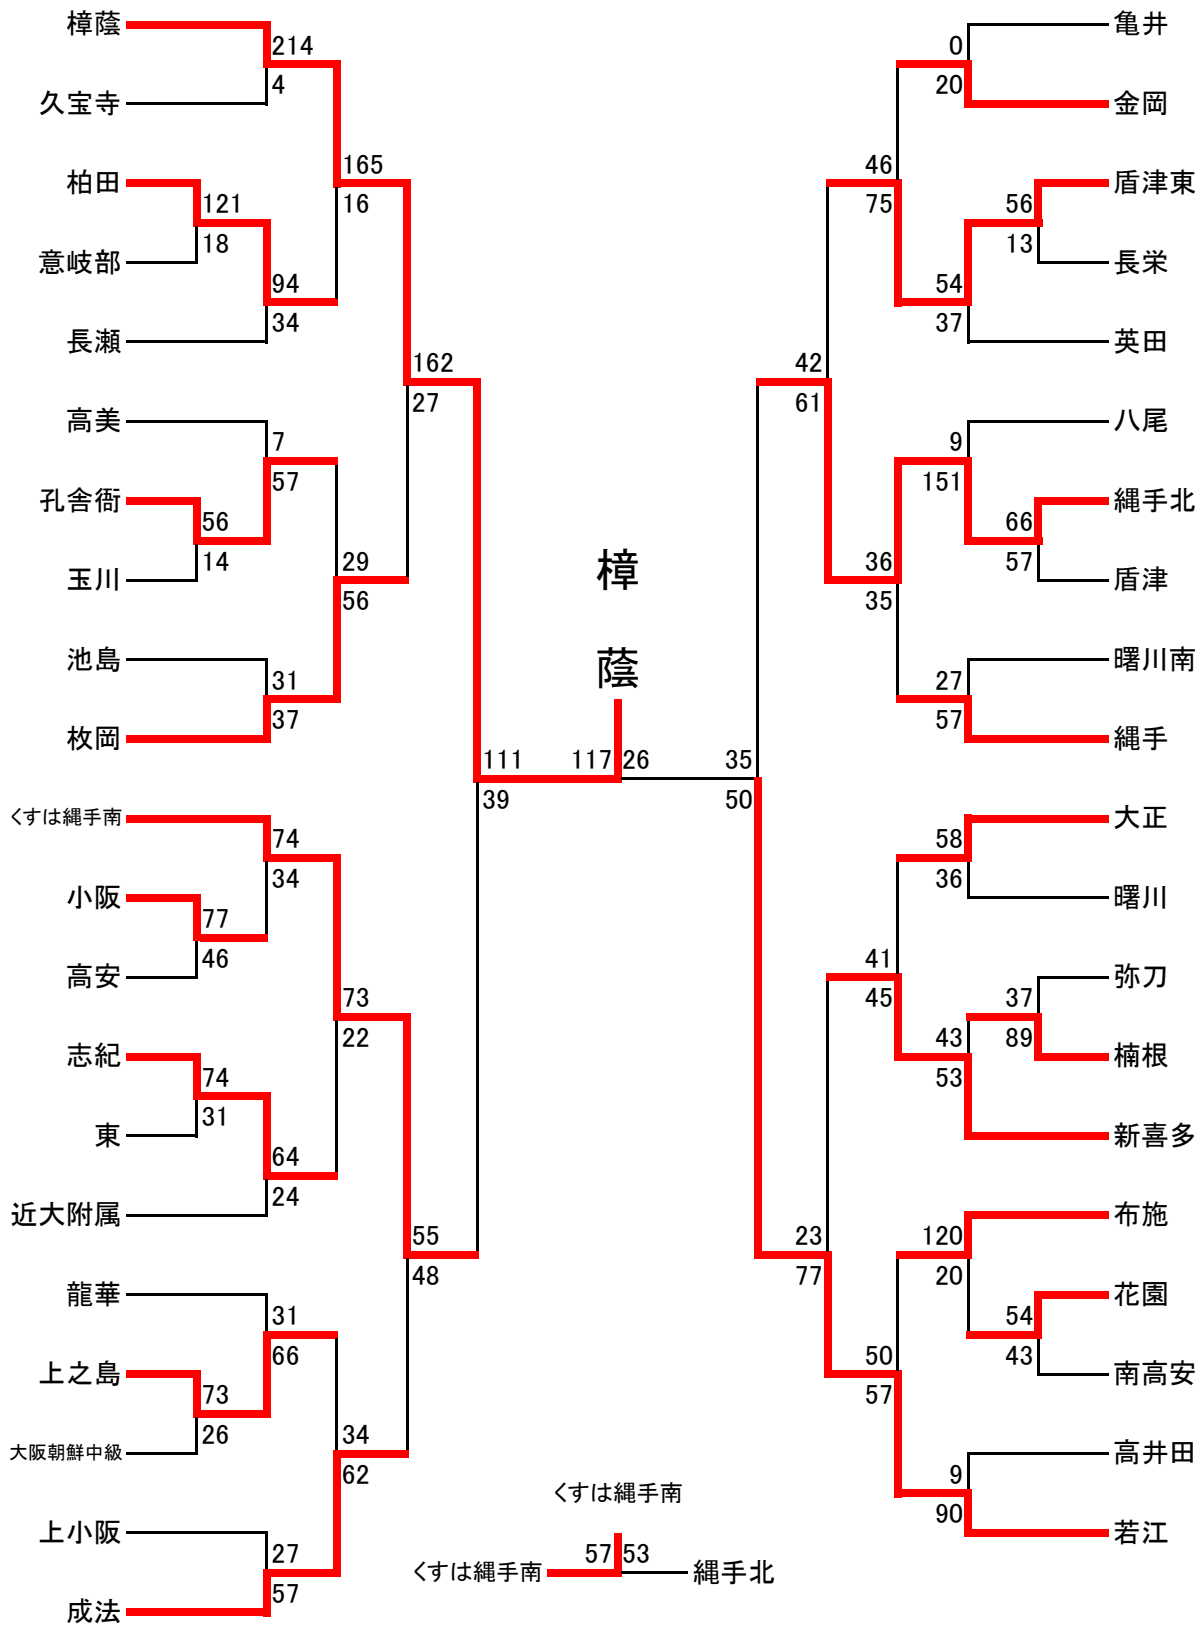 樟蔭
214
4
久宝寺
165
16
柏田
121
18
意岐部
94
34
長瀬
162
27
高美
7
57
孔舎衙
56
14
玉川
29
56
池島
31
37
枚岡
111
39
くすは縄手南
74
34
小阪
77
46
高安
73
22
志紀
74
31
東
64
24
近大附属
55
48
龍華
31
66
上之島
73
26
大阪朝鮮中級
34
62
上小阪
27
57
成法
樟
蔭
117 26
亀井
0
20
金岡
46
75
盾津東
56
13
長栄
54
37
英田
42
61
八尾
9
151
縄手北
66
57
盾津
36
35
曙川南
27
57
縄手
35
50
大正
58
36
曙川
41
45
弥刀
37
89
楠根
43
53
新喜多
23
77
布施
120
20
花園
54
43
南高安
50
57
高井田
9
90
若江
くすは縄手南
57 53
くすは縄手南
縄手北